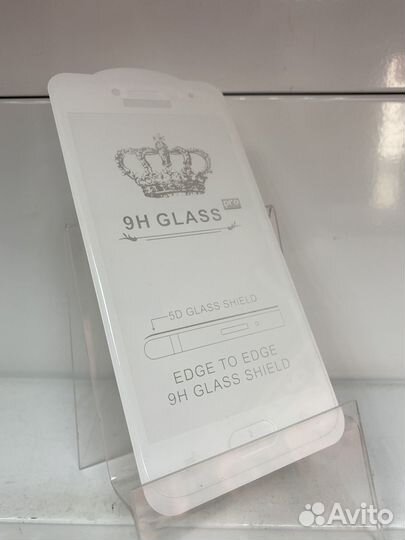 9H GLASS pro
5D GLASS SHIELD
EDGE TO EDGE
9H GLASS SHIELD
Avito